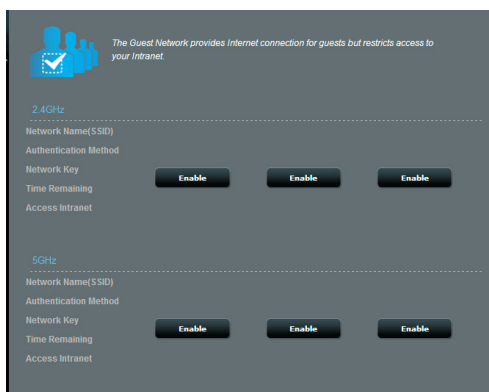 The Guest Network provides Internet connection for guests but restricts access to
your Intranet.
2.4GHz
Network Name(SSID)
Authentication Method
Network Key
Enable Enable Enable
Time Remaining
Access Intranet
5GHz
Network Name(SSID)
Authentication Method
Network Key
Enable Enable Enable
Time Remaining
Access Intranet